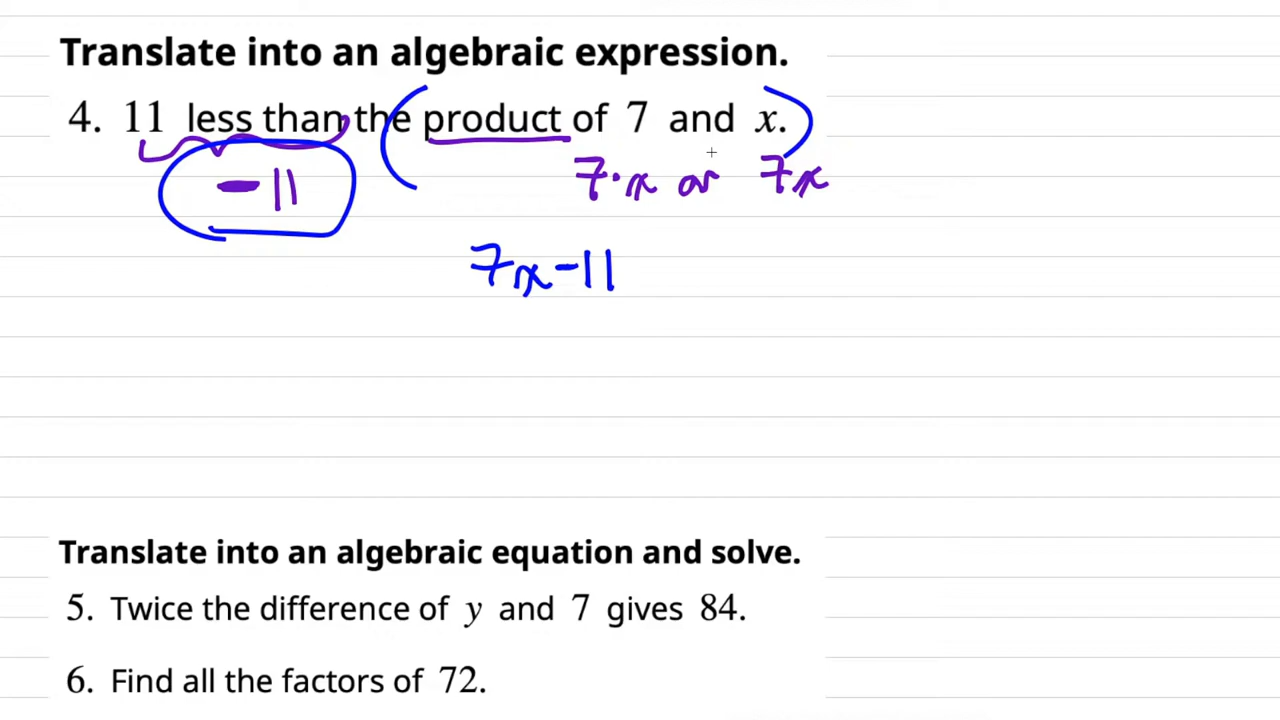 Translate into an algebraic expression.
4. 11 less than the product of 7 and x.
-11
7·x or 7x
7x-11
Translate into an algebraic equation and solve.
5. Twice the difference of y and 7 gives 84.
6. Find all the factors of 72.